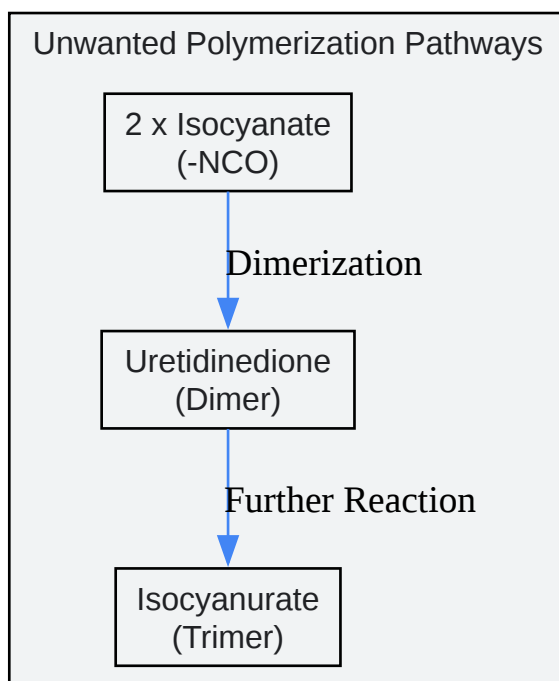 Unwanted Polymerization Pathways
2 x Isocyanate
(-NCO)
Dimerization
Uretidinedione
(Dimer)
Further Reaction
Isocyanurate
(Trimer)